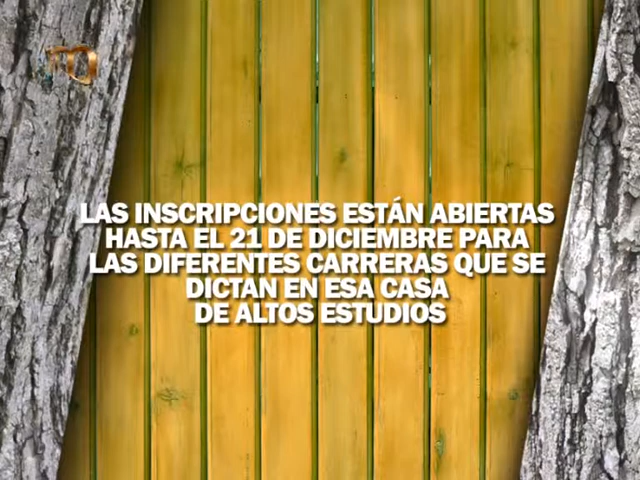 LAS INSCRIPCIONES ESTÁN ABIERTAS
HASTA EL 21 DE DICIEMBRE PARA
LAS DIFERENTES CARRERAS QUE SE
DICTAN EN ESA CASA
DE ALTOS ESTUDIOS